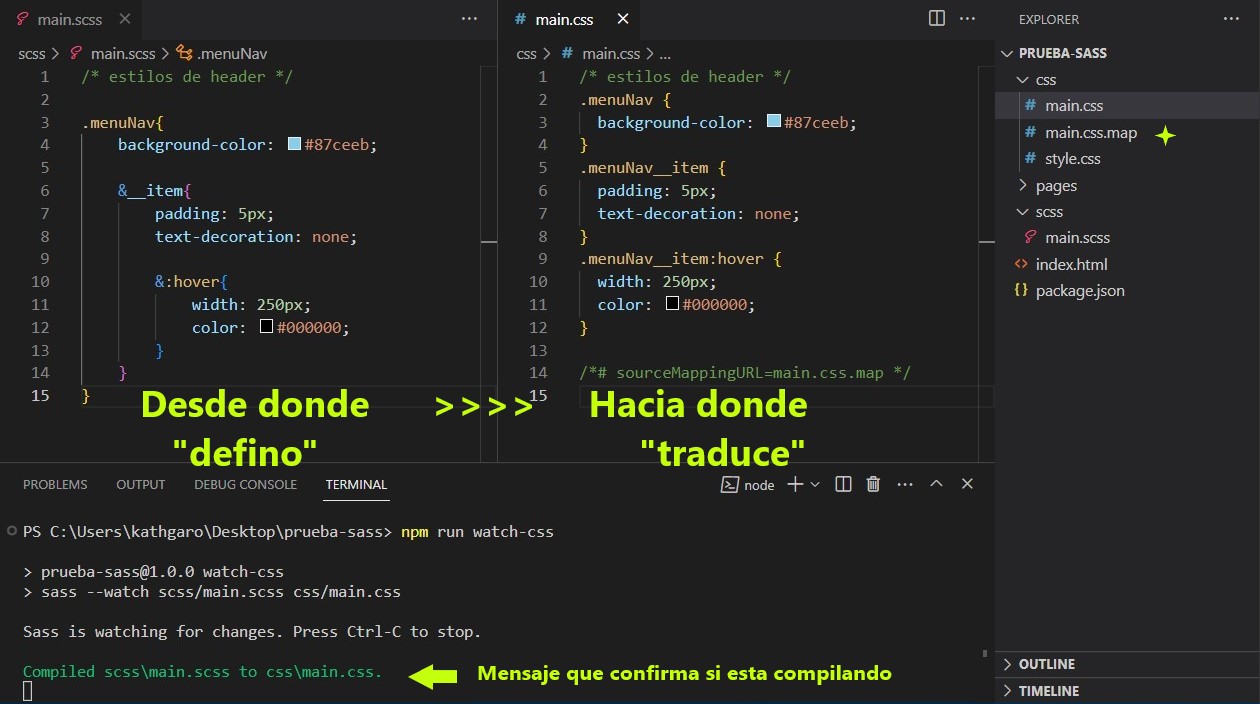 main.scss
main.css
EXPLORER
scss > main.scss > .menuNav
css > # main.css > ...
PRUEBA-SASS
css
main.css
main.css.map
style.css
pages
scss
main.scss
index.html
package.json
1 /* estilos de header */
2
3 .menuNav{
4 background-color: #87ceeb;
5
6 &__item{
7 padding: 5px;
8 text-decoration: none;
9
10 &:hover{
11 width: 250px;
12 color: #000000;
13 }
14 }
15 }
1 /* estilos de header */
2 .menuNav {
3 background-color: #87ceeb;
4 }
5 .menuNav__item {
6 padding: 5px;
7 text-decoration: none;
8 }
9 .menuNav__item:hover {
10 width: 250px;
11 color: #000000;
12 }
13
14 /*# sourceMappingURL=main.css.map */
15
Desde donde >>>> Hacia donde
"defino" "traduce"
PROBLEMS OUTPUT DEBUG CONSOLE TERMINAL node
PS C:\Users\kathgaro\Desktop\prueba-sass> npm run watch-css
> prueba-sass@1.0.0 watch-css
> sass --watch scss/main.scss css/main.css
Sass is watching for changes. Press Ctrl-C to stop.
Compiled scss\main.scss to css\main.css.
Mensaje que confirma si esta compilando
OUTLINE
TIMELINE